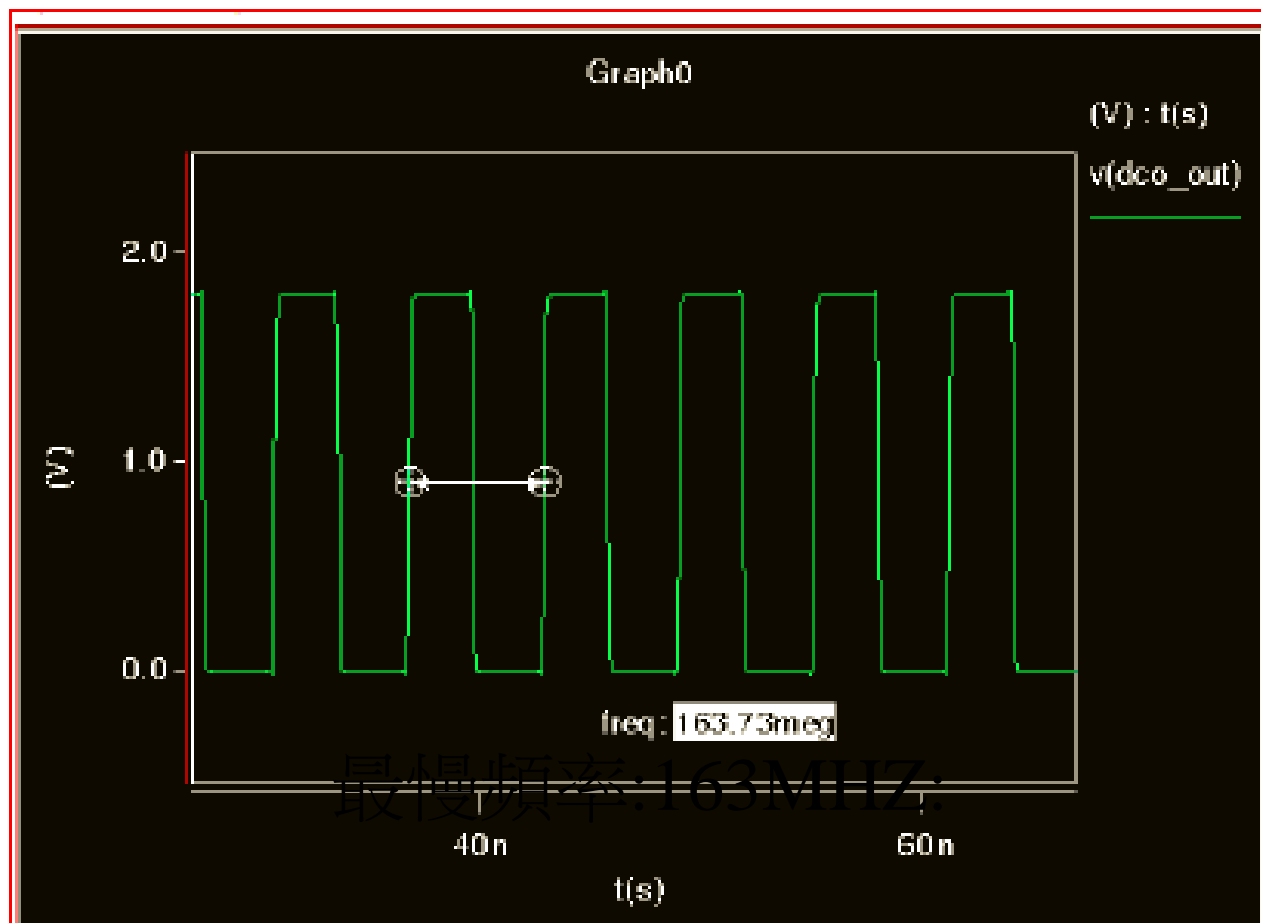 Graph0
(V) : t(s)
v(dco_out)
2.0
1.0
0.0
(V)
freq: 163.73meg
最慢頻率:163MHZ:
40n
60n
t(s)